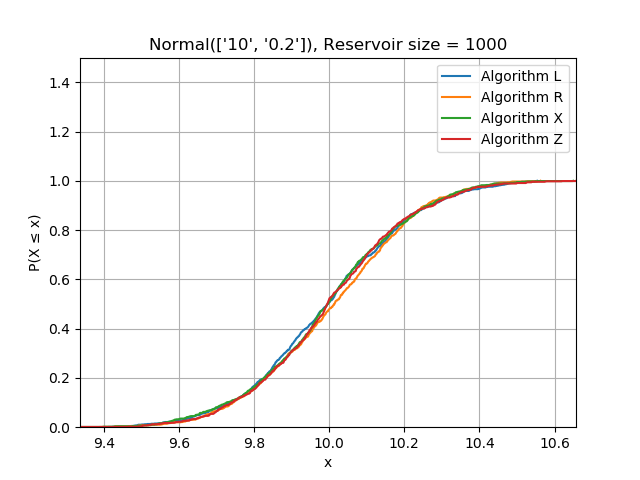 Normal(['10', '0.2']), Reservoir size = 1000
1.4
1.2
1.0
0.8
0.6
0.4
0.2
0.0
P(X ≤ x)
Algorithm L
Algorithm R
Algorithm X
Algorithm Z
9.4 9.6 9.8 10.0 10.2 10.4 10.6
x